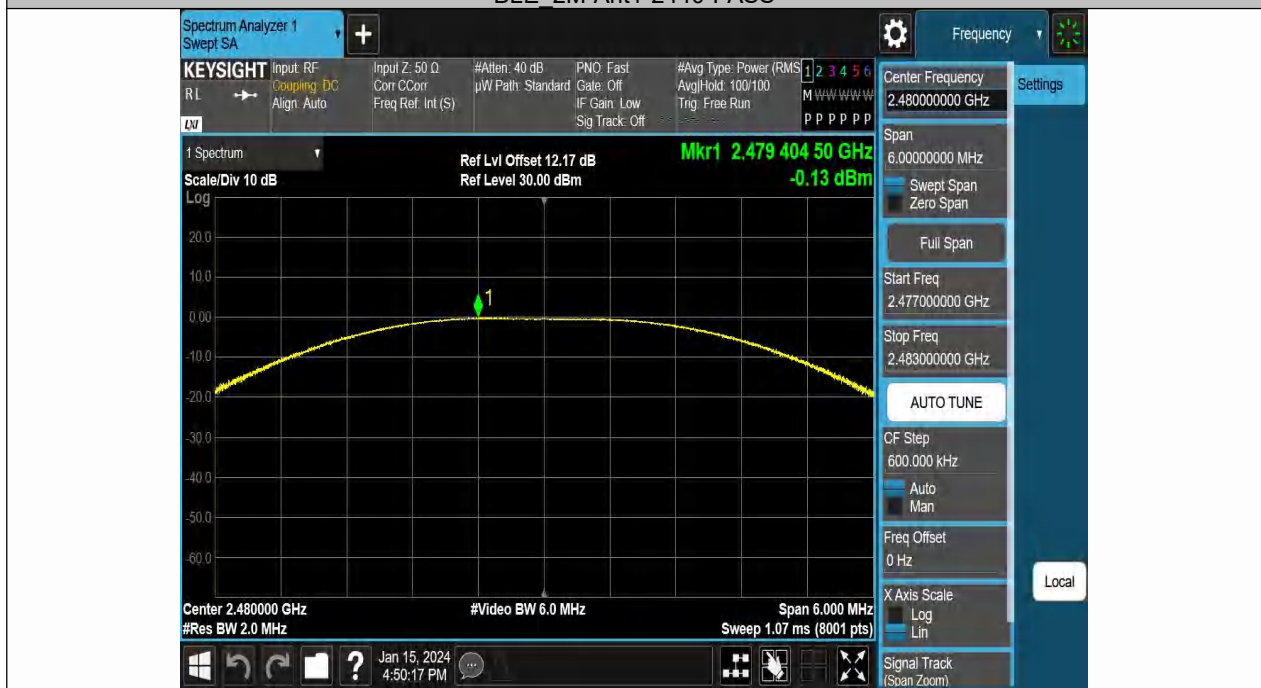 Spectrum Analyzer 1
Swept SA
Frequency
KEYSIGHT
RL
LXI
Input: RF
Coupling: DC
Align: Auto
Input Z: 50 Ω
Corr CCorr
Freq Ref: Int (S)
#Atten: 40 dB
µW Path: Standard
PNO: Fast
Gate: Off
IF Gain: Low
Sig Track: Off
#Avg Type: Power (RMS
Avg|Hold: 100/100
Trig: Free Run
1 2 3 4 5 6
M W W W W W
P P P P P P
1 Spectrum
Scale/Div 10 dB
Log
Ref Lvl Offset 12.17 dB
Ref Level 30.00 dBm
Mkr1 2.479 404 50 GHz
-0.13 dBm
20.0
10.0
1
0.00
-10.0
-20.0
-30.0
-40.0
-50.0
-60.0
Center 2.480000 GHz
#Res BW 2.0 MHz
#Video BW 6.0 MHz
Span 6.000 MHz
Sweep 1.07 ms (8001 pts)
Center Frequency
2.480000000 GHz
Settings
Span
6.00000000 MHz
Swept Span
Zero Span
Full Span
Start Freq
2.477000000 GHz
Stop Freq
2.483000000 GHz
AUTO TUNE
CF Step
600.000 kHz
Auto
Man
Freq Offset
0 Hz
X Axis Scale
Log
Lin
Local
Signal Track
(Span Zoom)
?
Jan 15, 2024
4:50:17 PM